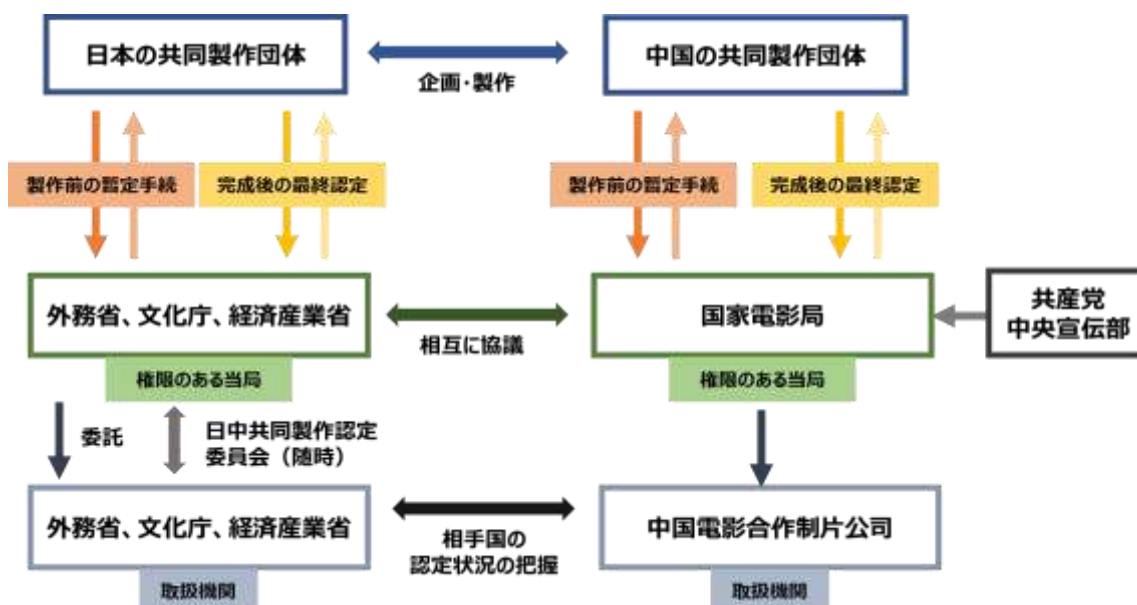 日本の共同製作団体
中国の共同製作団体
企画・製作
製作前の暫定手続
完成後の最終認定
製作前の暫定手続
完成後の最終認定
外務省、文化庁、経済産業省
国家電影局
共産党
中央宣伝部
相互に協議
権限のある当局
権限のある当局
委託
日中共同製作認定
委員会（随時）
外務省、文化庁、経済産業省
中国電影合作制片公司
相手国の
認定状況の把握
取扱機関
取扱機関